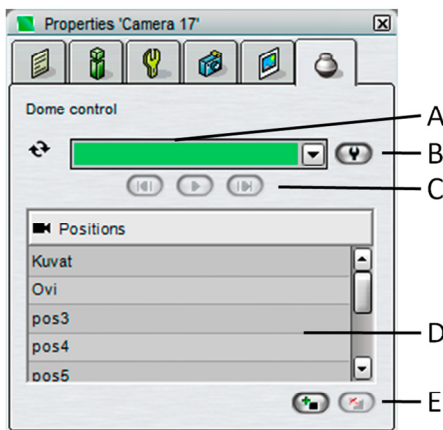 Properties 'Camera 17'
Dome control
A
B
C
Positions
Kuvat
Ovi
pos3
D
pos4
pos5
E